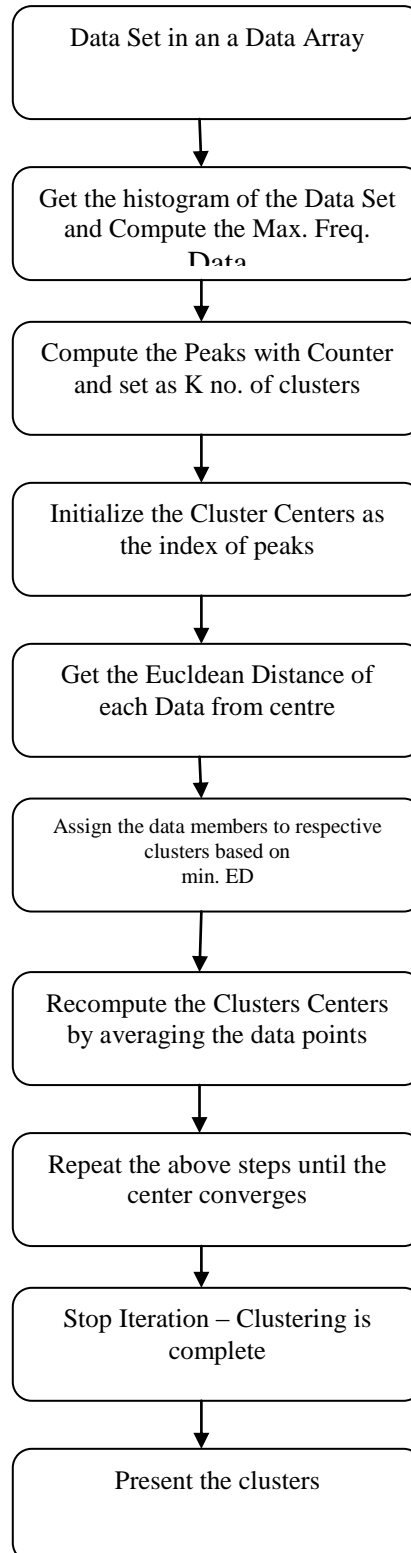 Data Set in an a Data Array
Get the histogram of the Data Set
and Compute the Max. Freq.
Data
Compute the Peaks with Counter
and set as K no. of clusters
Initialize the Cluster Centers as
the index of peaks
Get the Eucldean Distance of
each Data from centre
Assign the data members to respective
clusters based on
min. ED
Recompute the Clusters Centers
by averaging the data points
Repeat the above steps until the
center converges
Stop Iteration – Clustering is
complete
Present the clusters